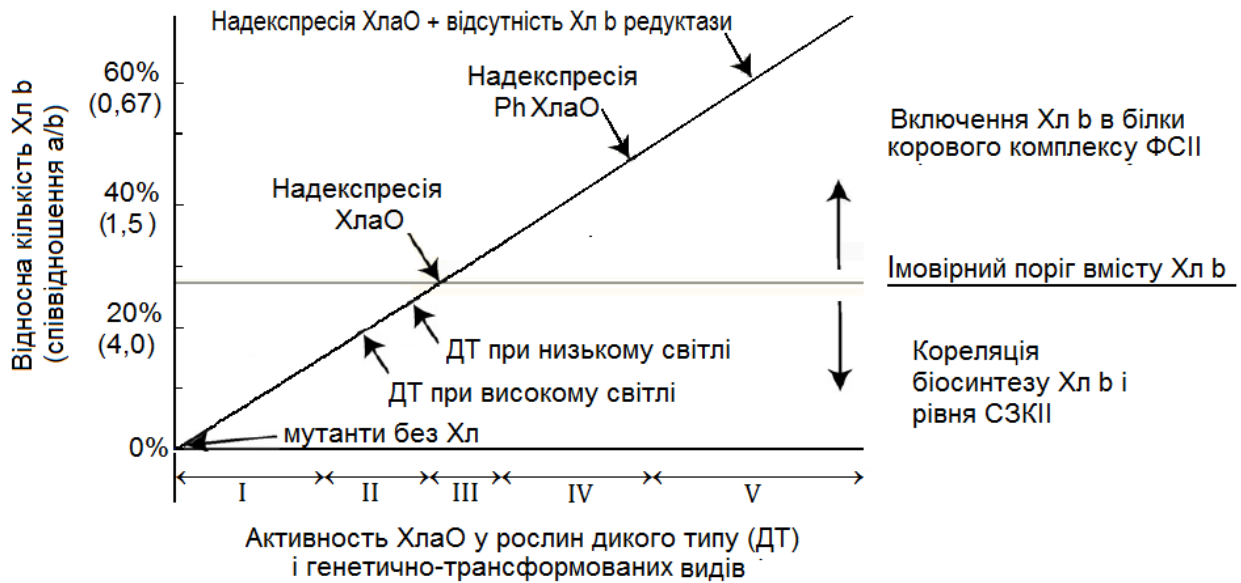 Надекспресія ХлаО + відсутність Хл b редуктази
Надекспресія
Ph ХлаО
Надекспресія
ХлаО
Відносна кількість Хл b
(співвідношення a/b)
60%
(0,67)
40%
(1,5)
20%
(4,0)
0%
ДТ при низькому світлі
ДТ при високому світлі
мутанти без Хл
Включення Хл b в білки
корового комплексу ФСІІ
Імовірний поріг вмісту Хл b
Кореляція
біосинтезу Хл b і
рівня СЗКІІ
I II III IV V
Активность ХлаО у рослин дикого типу (ДТ)
і генетично-трансформованих видів